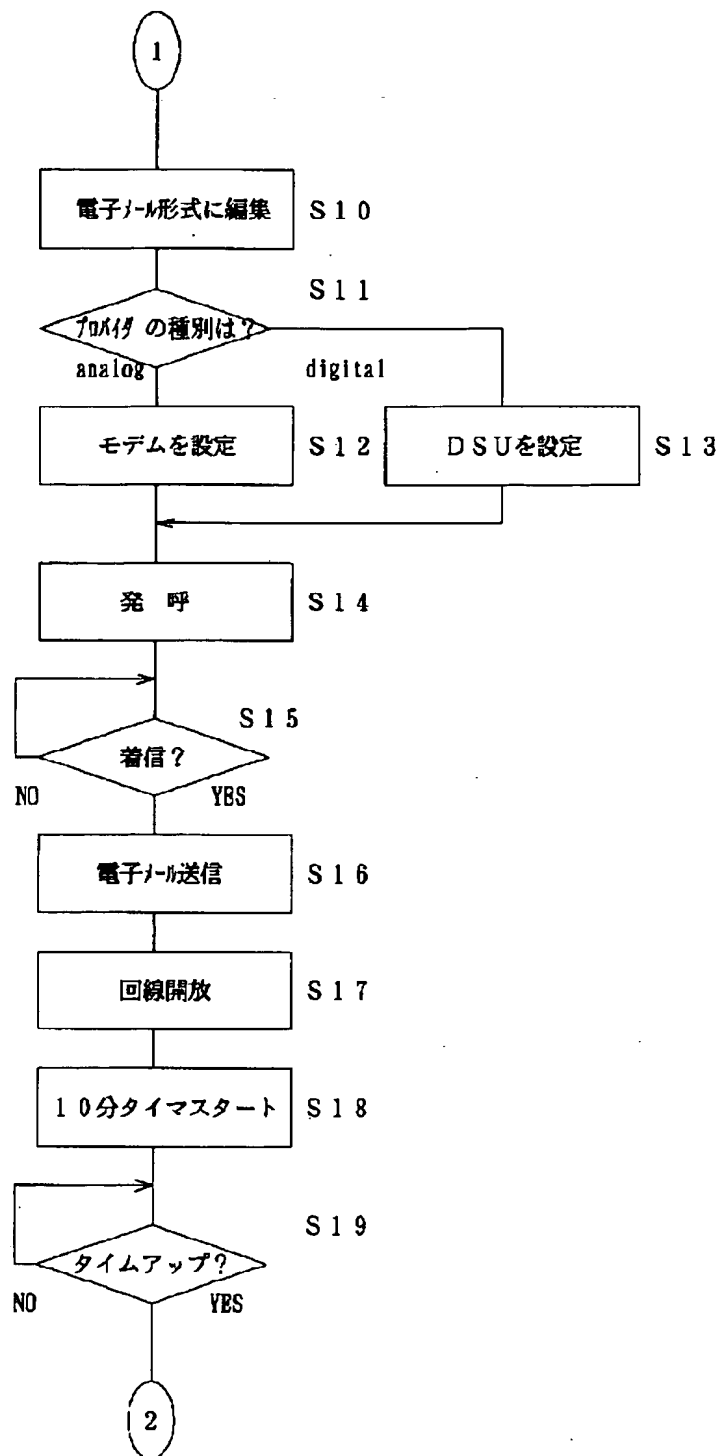 1
電子ﾒｰﾙ形式に編集 S10
S11
ﾌﾟﾛﾊﾞｲﾀﾞ の種別は？
analog digital
モデムを設定 S12 DSUを設定 S13
発 呼 S14
S15
着信？
NO YES
電子ﾒｰﾙ送信 S16
回線開放 S17
１０分タイマスタート S18
S19
タイムアップ？
NO YES
2